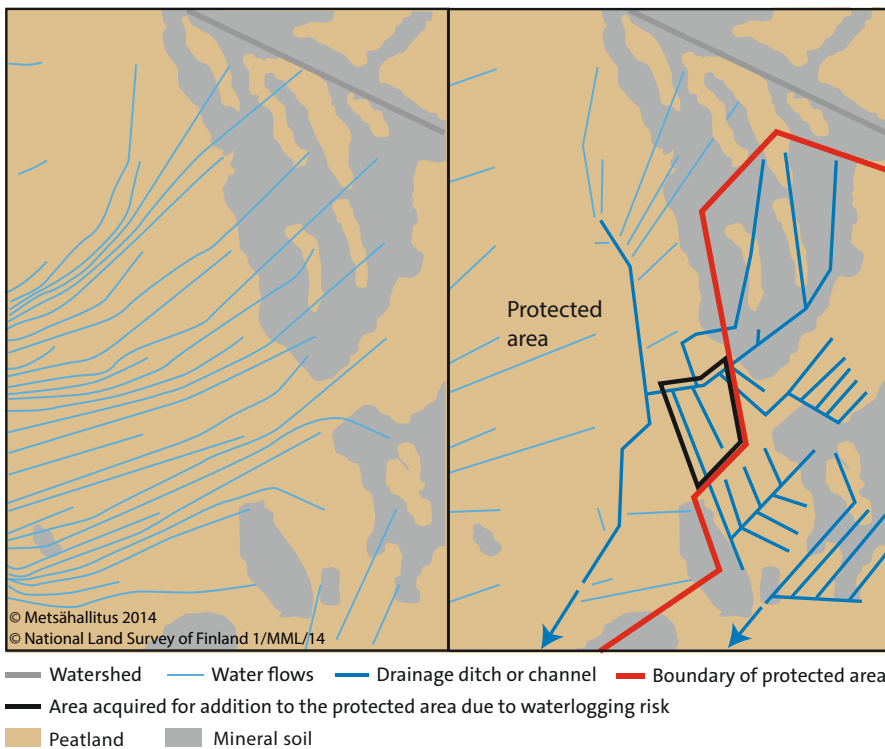 Protected
area
© Metsähallitus 2014
© National Land Survey of Finland 1/MML/14
Watershed
Water flows
Drainage ditch or channel
Boundary of protected area
Area acquired for addition to the protected area due to waterlogging risk
Peatland
Mineral soil